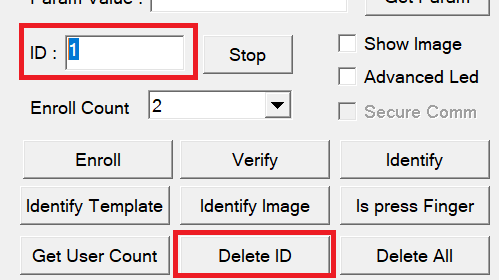 Param Value :
Get Param
ID : 1
Stop
Show Image
Advanced Led
Enroll Count 2
Secure Comm
Enroll Verify Identify
Identify Template Identify Image Is press Finger
Get User Count Delete ID Delete All